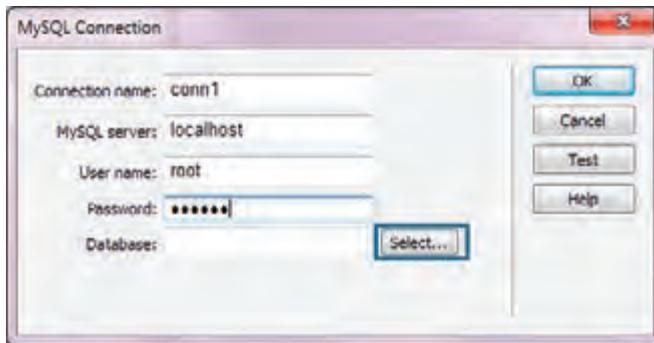 MySQL Connection
Connection name: conn1
MySQL server: localhost
User name: root
Password: ••••••
Database:
Select...
OK
Cancel
Test
Help